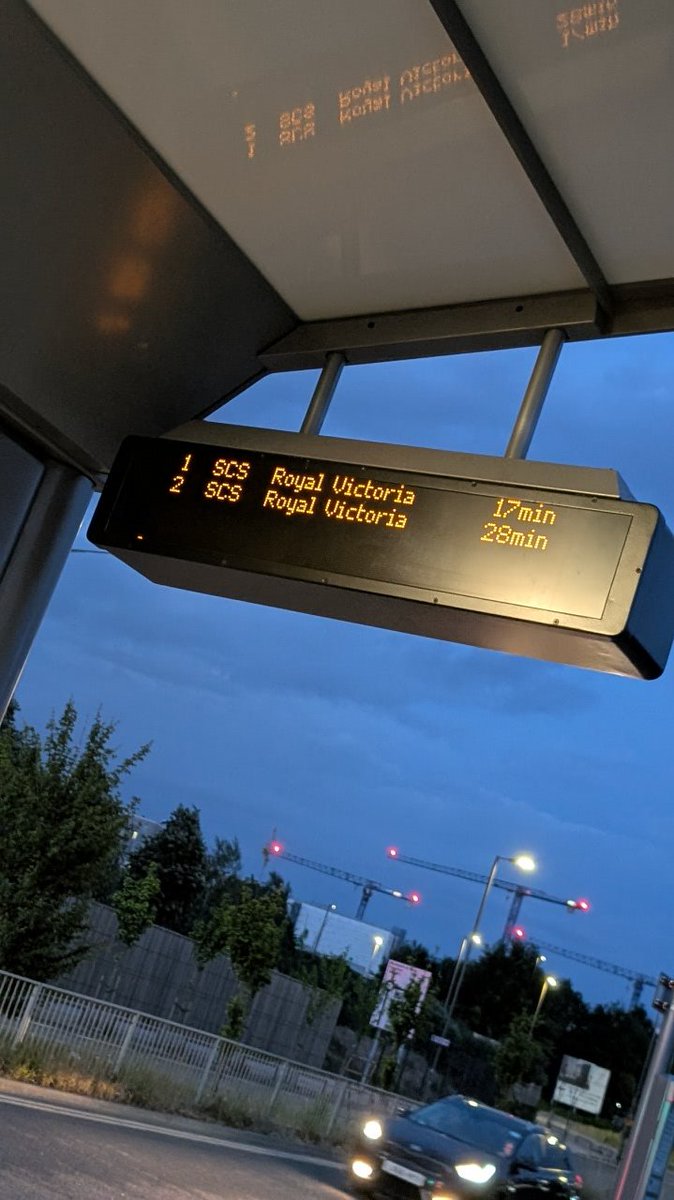 1 SCS Royal Victoria 17min
2 SCS Royal Victoria 28min